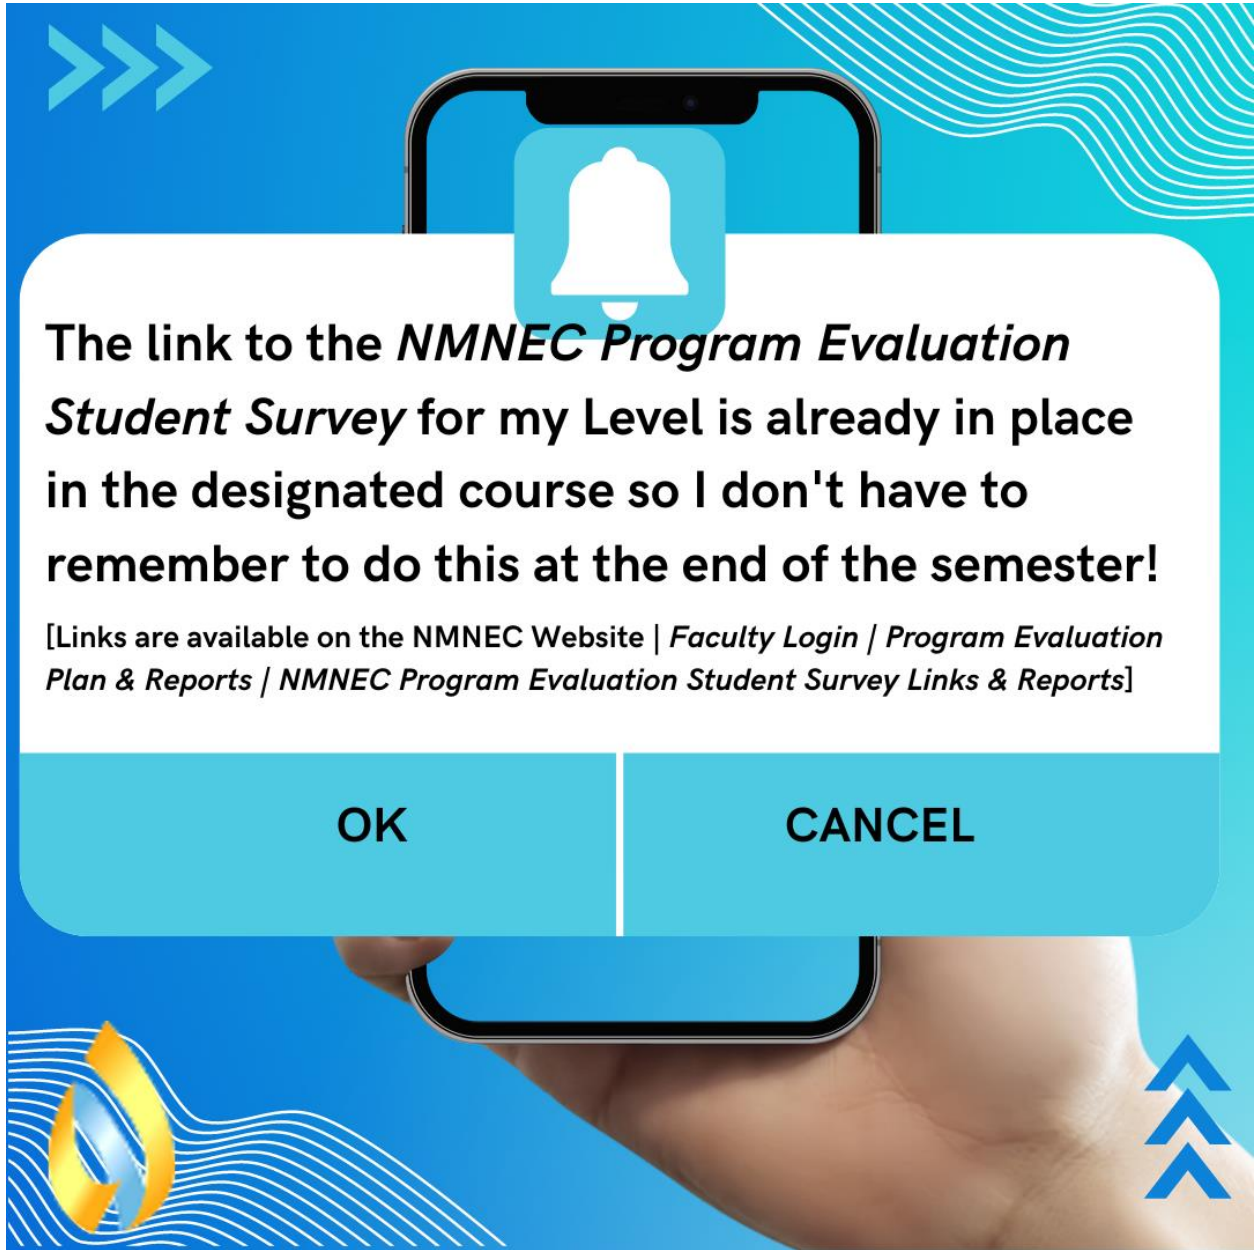 The link to the NMNEC Program Evaluation
Student Survey for my Level is already in place
in the designated course so I don't have to
remember to do this at the end of the semester!
[Links are available on the NMNEC Website | Faculty Login / Program Evaluation
Plan & Reports / NMNEC Program Evaluation Student Survey Links & Reports]
OK
CANCEL